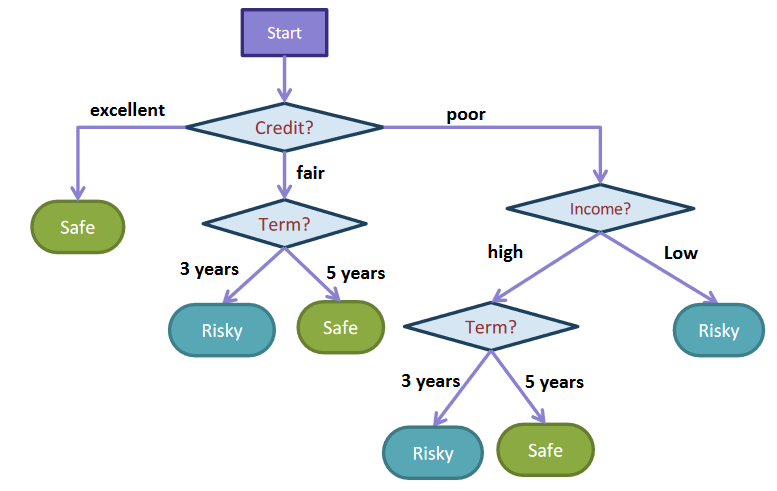 Start
excellent
Credit?
poor
fair
Safe
Term?
Income?
3 years
5 years
high
Low
Risky
Safe
Term?
Risky
3 years
5 years
Risky
Safe